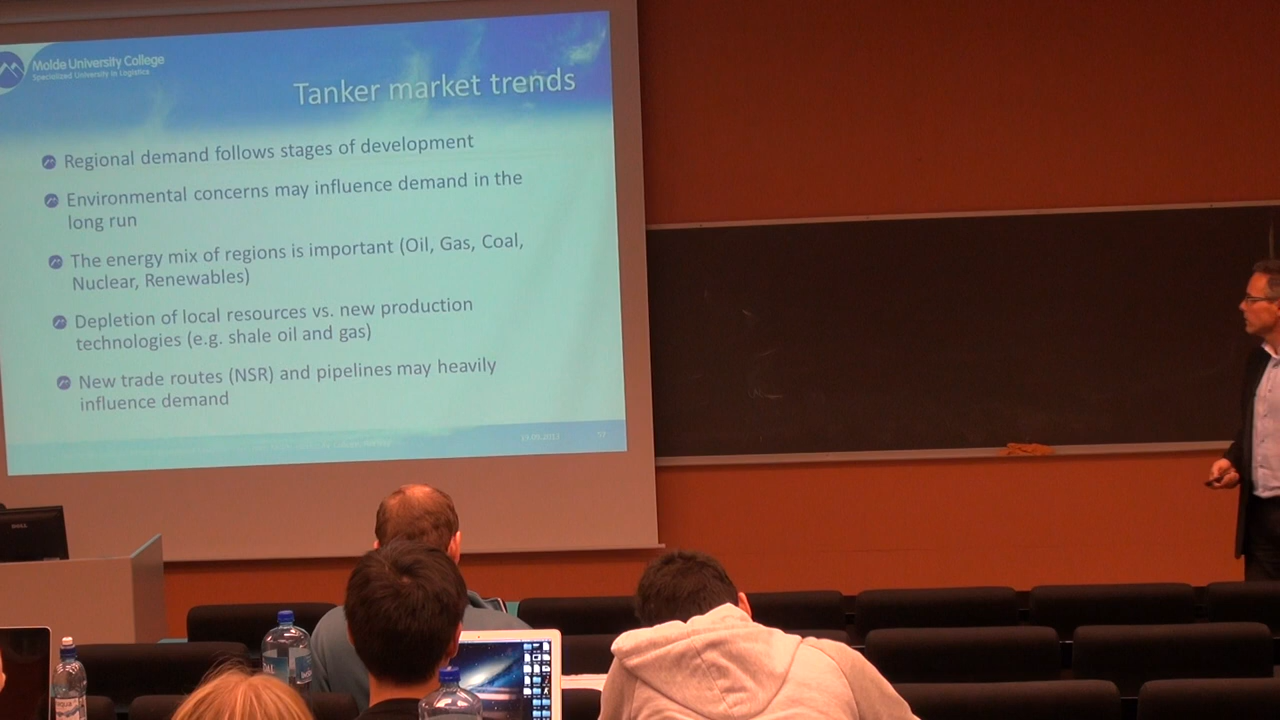 Molde University College
Specialized University in Logistics
Tanker market trends
Regional demand follows stages of development
Environmental concerns may influence demand in the
long run
The energy mix of regions is important (Oil, Gas, Coal,
Nuclear, Renewables)
Depletion of local resources vs. new production
technologies (e.g. shale oil and gas)
New trade routes (NSR) and pipelines may heavily
influence demand
57
DELL